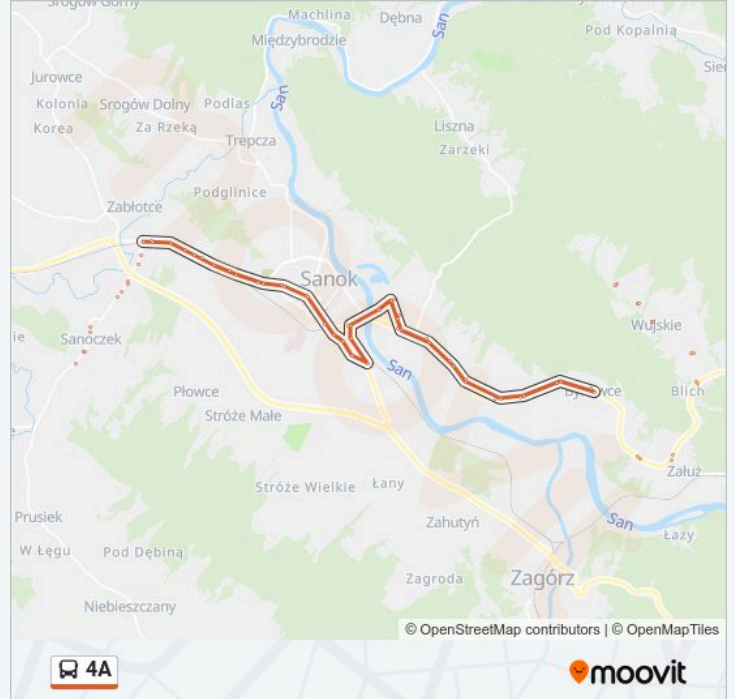 Srogów Górny
Machlina
Dębna
San
Pod Kopalnią
Międzybrodzie
Jurowce
Kolonia
Srogów Dolny
Podlas
San
Korea
Za Rzeką
Liszna
Trepcza
Zarzeki
Podglinice
Zabłotce
Sanok
Sanoczek
Wujskie
San
Płowce
Blich
Stróże Małe
Załuż
Stróże Wielkie
Łany
Prusiek
Zahutyń
San
Łazy
W Łęgu
Pod Dębiną
Zagroda
Zagórz
Niebieszczany
© OpenStreetMap contributors | © OpenMapTiles
4A
moovit